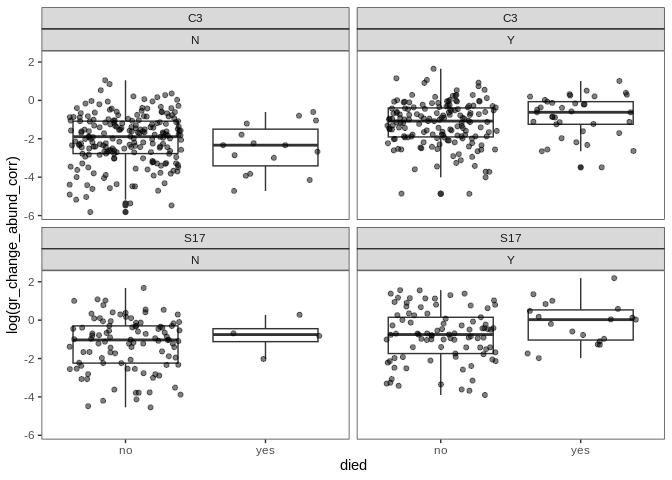 C3
C3
N
Y
2
0
-2
-4
-6
S17
S17
N
Y
2
0
-2
-4
-6
log(gr_change_abund_corr)
no
yes
no
yes
died